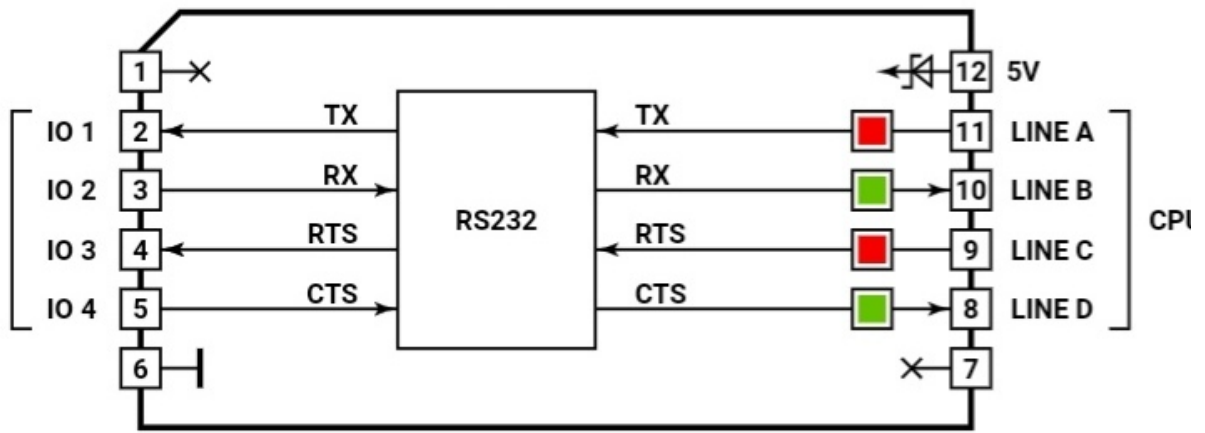 1 12 5V
IO 1 2 TX TX 11 LINE A
IO 2 3 RX RX 10 LINE B
RS232
IO 3 4 RTS RTS 9 LINE C
IO 4 5 CTS CTS 8 LINE D
6 7